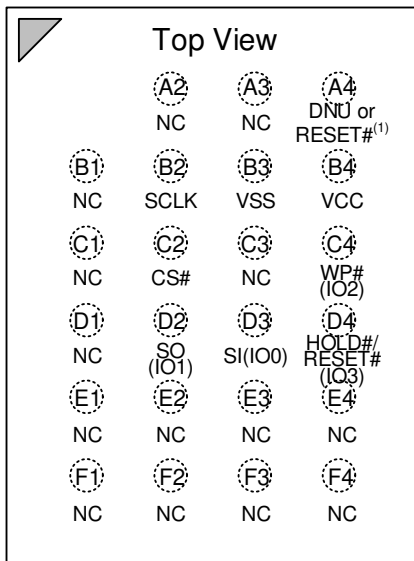 Top View
A2 A3 A4
NC NC DNU or
RESET#(1)
B1 B2 B3 B4
NC SCLK VSS VCC
C1 C2 C3 C4
NC CS# NC WP#
(IO2)
D1 D2 D3 D4
NC SO
(IO1) SI(IO0) HOLD#/
RESET#
(IO3)
E1 E2 E3 E4
NC NC NC NC
F1 F2 F3 F4
NC NC NC NC